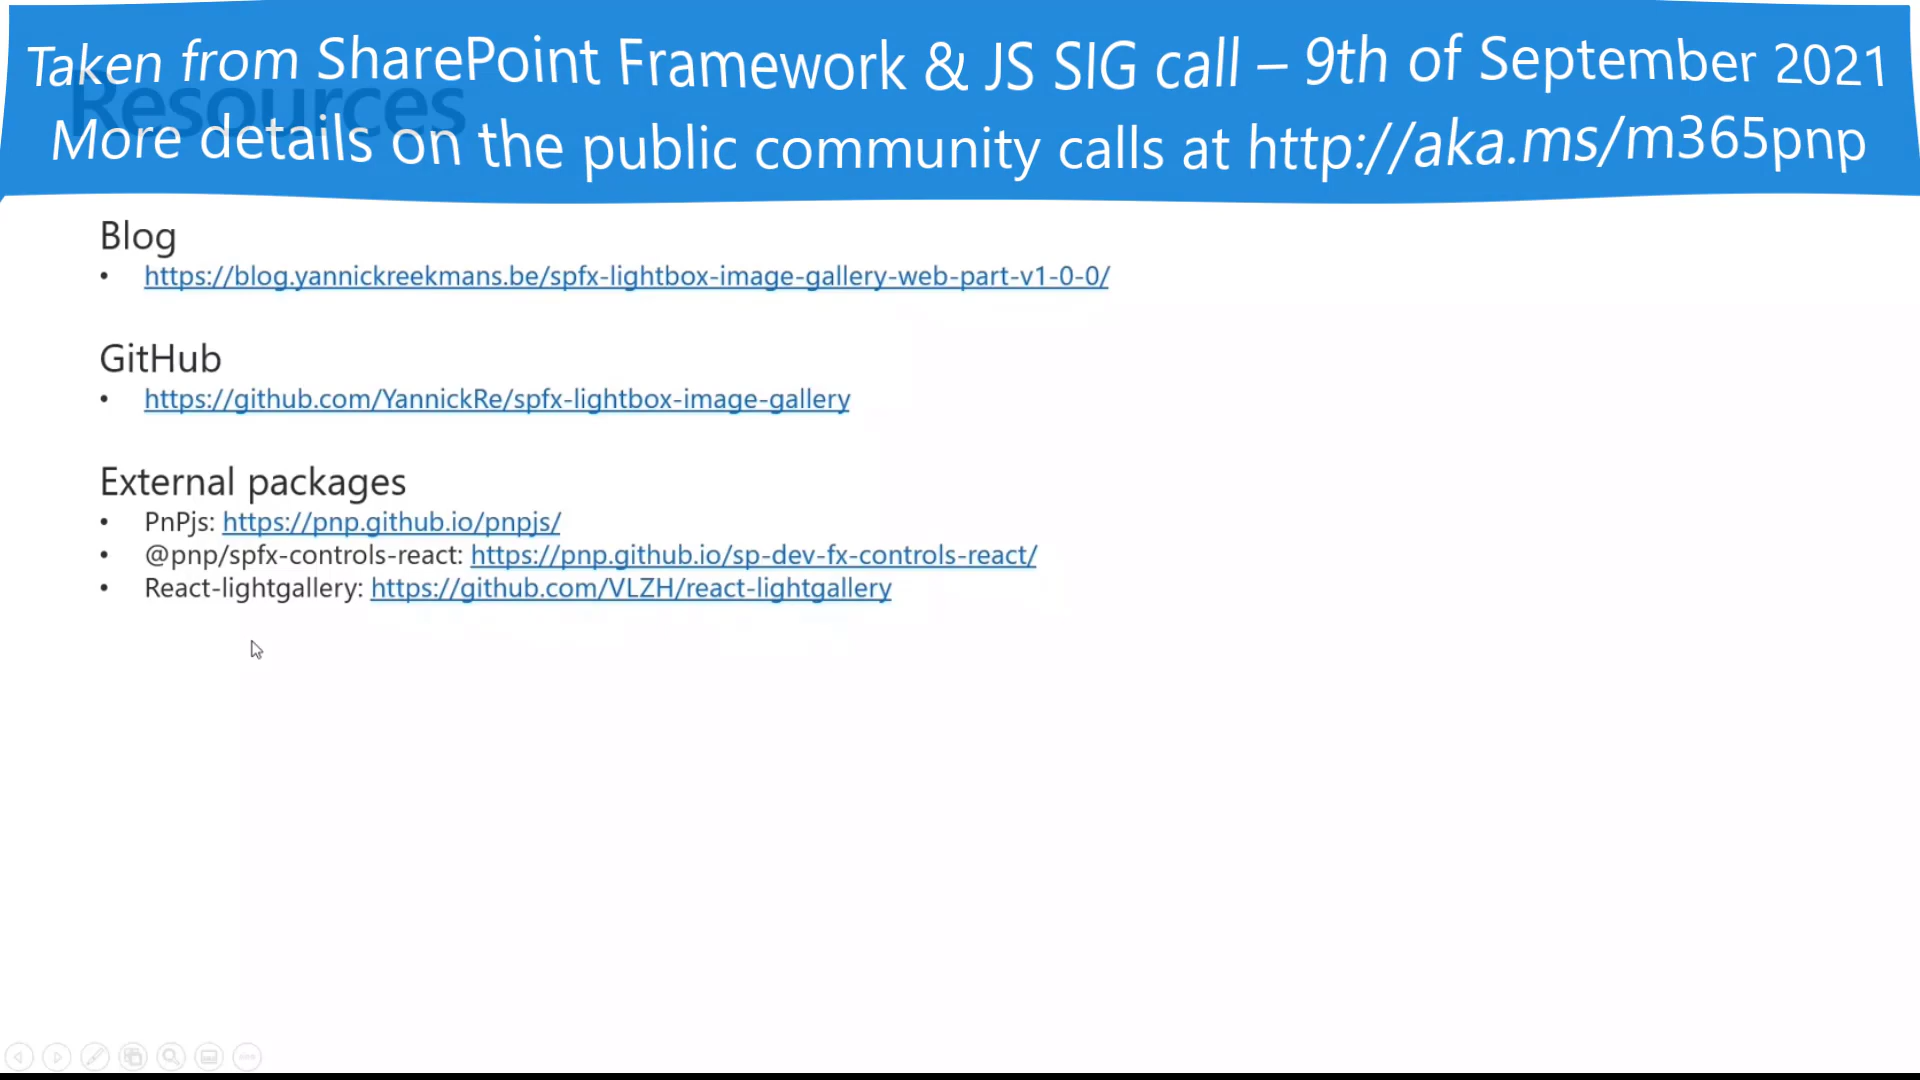 Taken from SharePoint Framework & JS SIG call – 9th of September 2021
Resources
More details on the public community calls at http://aka.ms/m365pnp
Blog
• https://blog.yannickreekmans.be/spfx-lightbox-image-gallery-web-part-v1-0-0/
GitHub
• https://github.com/YannickRe/spfx-lightbox-image-gallery
External packages
• PnPjs: https://pnp.github.io/pnpjs/
• @pnp/spfx-controls-react: https://pnp.github.io/sp-dev-fx-controls-react/
• React-lightgallery: https://github.com/VLZH/react-lightgallery